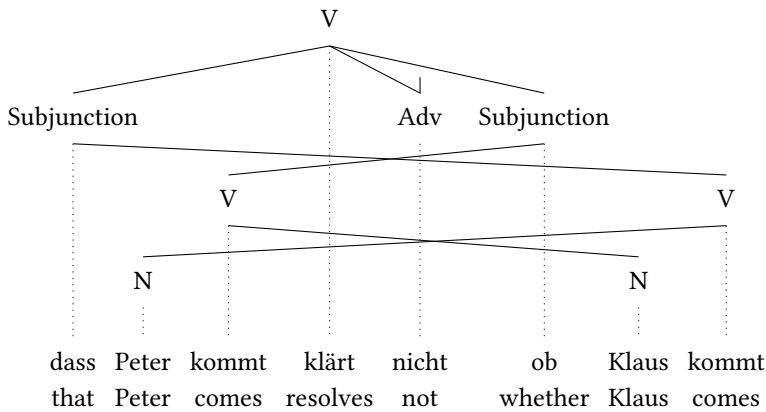 V
Subjunction Adv Subjunction
V V
N N
dass Peter kommt klärt nicht ob Klaus kommt
that Peter comes resolves not whether Klaus comes